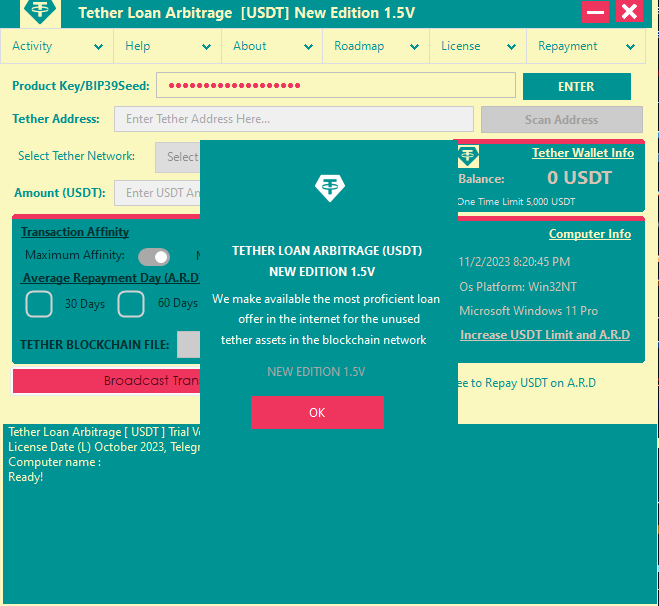 Tether Loan Arbitrage [USDT] New Edition 1.5V
Activity Help About Roadmap License Repayment
Product Key/BIP39Seed: ENTER
Tether Address: Enter Tether Address Here... Scan Address
Select Tether Network: Select
Tether Wallet Info
Balance: 0 USDT
Amount (USDT): Enter USDT
One Time Limit 5,000 USDT
Transaction Affinity
Computer Info
Maximum Affinity:
TETHER LOAN ARBITRAGE (USDT)
NEW EDITION 1.5V
11/2/2023 8:20:45 PM
Average Repayment Day (A.R.D)
Os Platform: Win32NT
30 Days 60 Days
We make available the most proficient loan
offer in the internet for the unused
tether assets in the blockchain network
Microsoft Windows 11 Pro
Increase USDT Limit and A.R.D
TETHER BLOCKCHAIN FILE:
NEW EDITION 1.5V
Broadcast
to Repay USDT on A.R.D
OK
Tether Loan Arbitrage [ USDT ] Trial
License Date (L) October 2023,
Computer name :
Ready!